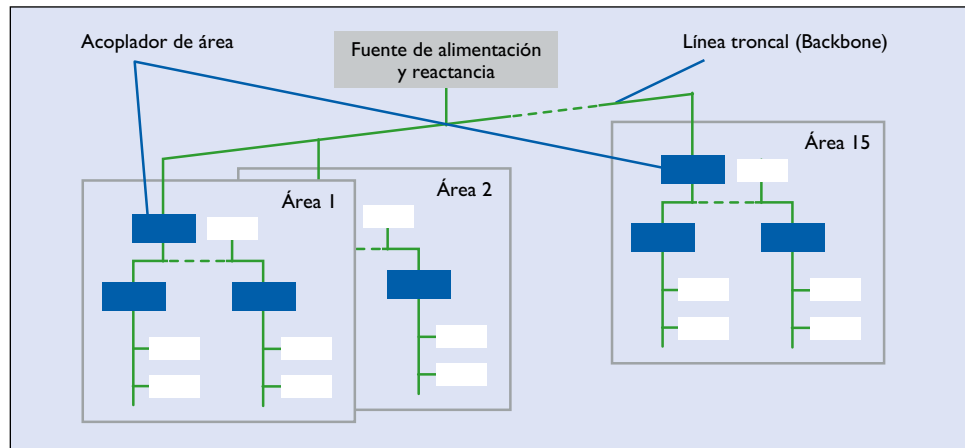 Acoplador de área
Fuente de alimentación
y reactancia
Línea troncal (Backbone)
Área 15
Área 1
Área 2